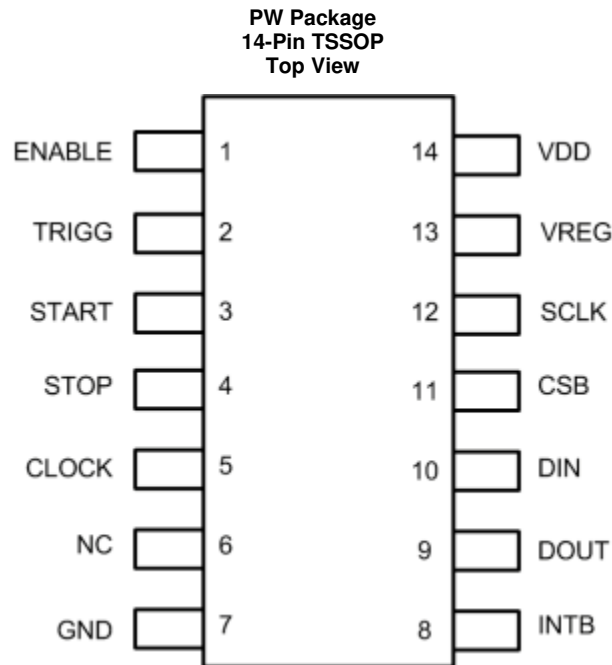 PW Package
14-Pin TSSOP
Top View
ENABLE 1 14 VDD
TRIGG 2 13 VREG
START 3 12 SCLK
STOP 4 11 CSB
CLOCK 5 10 DIN
NC 6 9 DOUT
GND 7 8 INTB